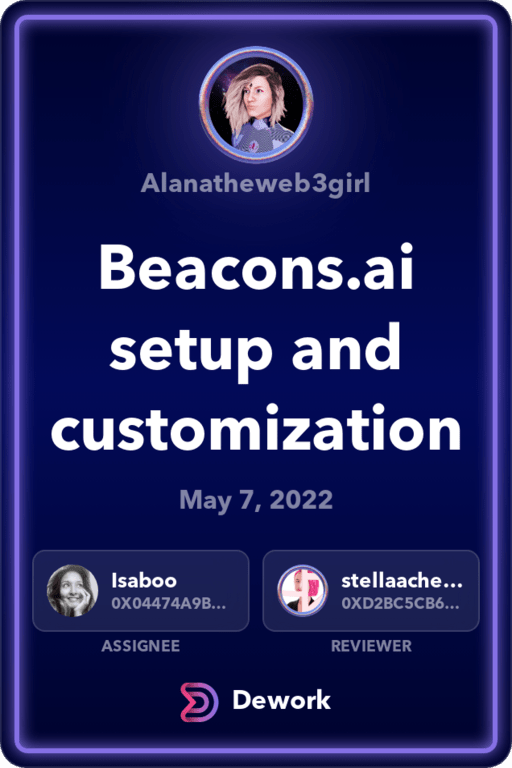 Alanatheweb3girl
Beacons.ai
setup and
customization
May 7, 2022
Isaboo
0X04474A9B...
ASSIGNEE
stellaache...
0XD2BC5CB6...
REVIEWER
Dework